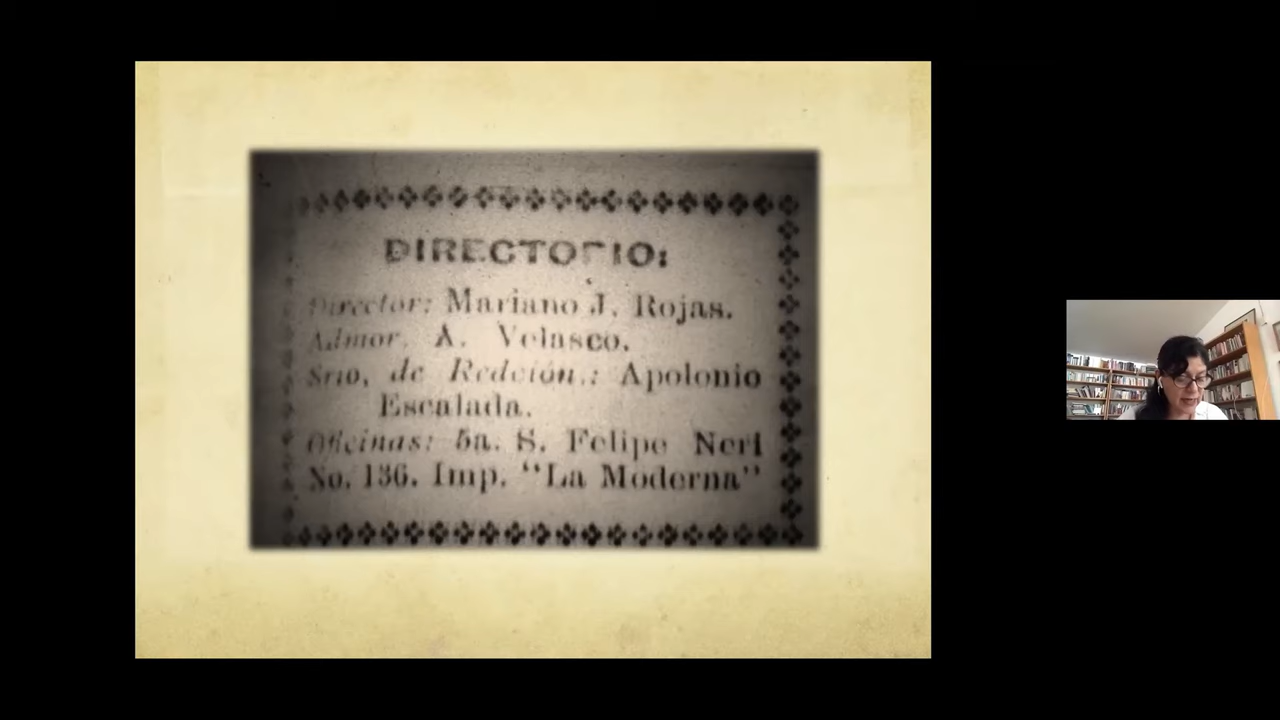 DIRECTORIO:
Director: Mariano J. Rojas.
Admor. A. Velasco.
Srio, de Redción.: Apolonio
Escalada.
Oficinas: 5a. S. Felipe Neri
No. 136. Imp. "La Moderna"